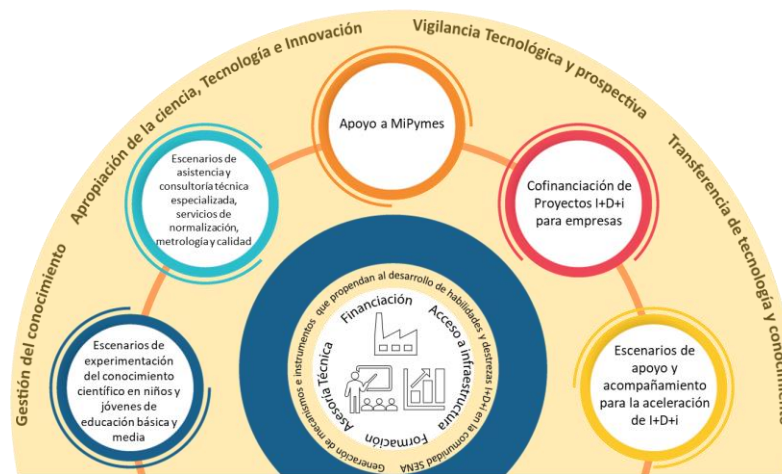 Gestión del conocimiento
Apropiación de la ciencia, Tecnología e Innovación
Vigilancia Tecnológica y prospectiva
Transferencia de tecnología y conocimiento
Apoyo a MiPymes
Escenarios de
asistencia y
consultoría técnica
especializada,
servicios de
normalización,
metrología y calidad
Cofinanciación de
Proyectos I+D+i
para empresas
Escenarios de
experimentación
del conocimiento
científico en niños y
jóvenes de
educación básica y
media
Escenarios de
apoyo y
acompañamiento
para la aceleración
de I+D+i
Generación de mecanismos e instrumentos que propendan al desarrollo de habilidades y destrezas I+D+i en la comunidad SENA
Financiación
Acceso a infraestructura
Formación
Asesoría Técnica